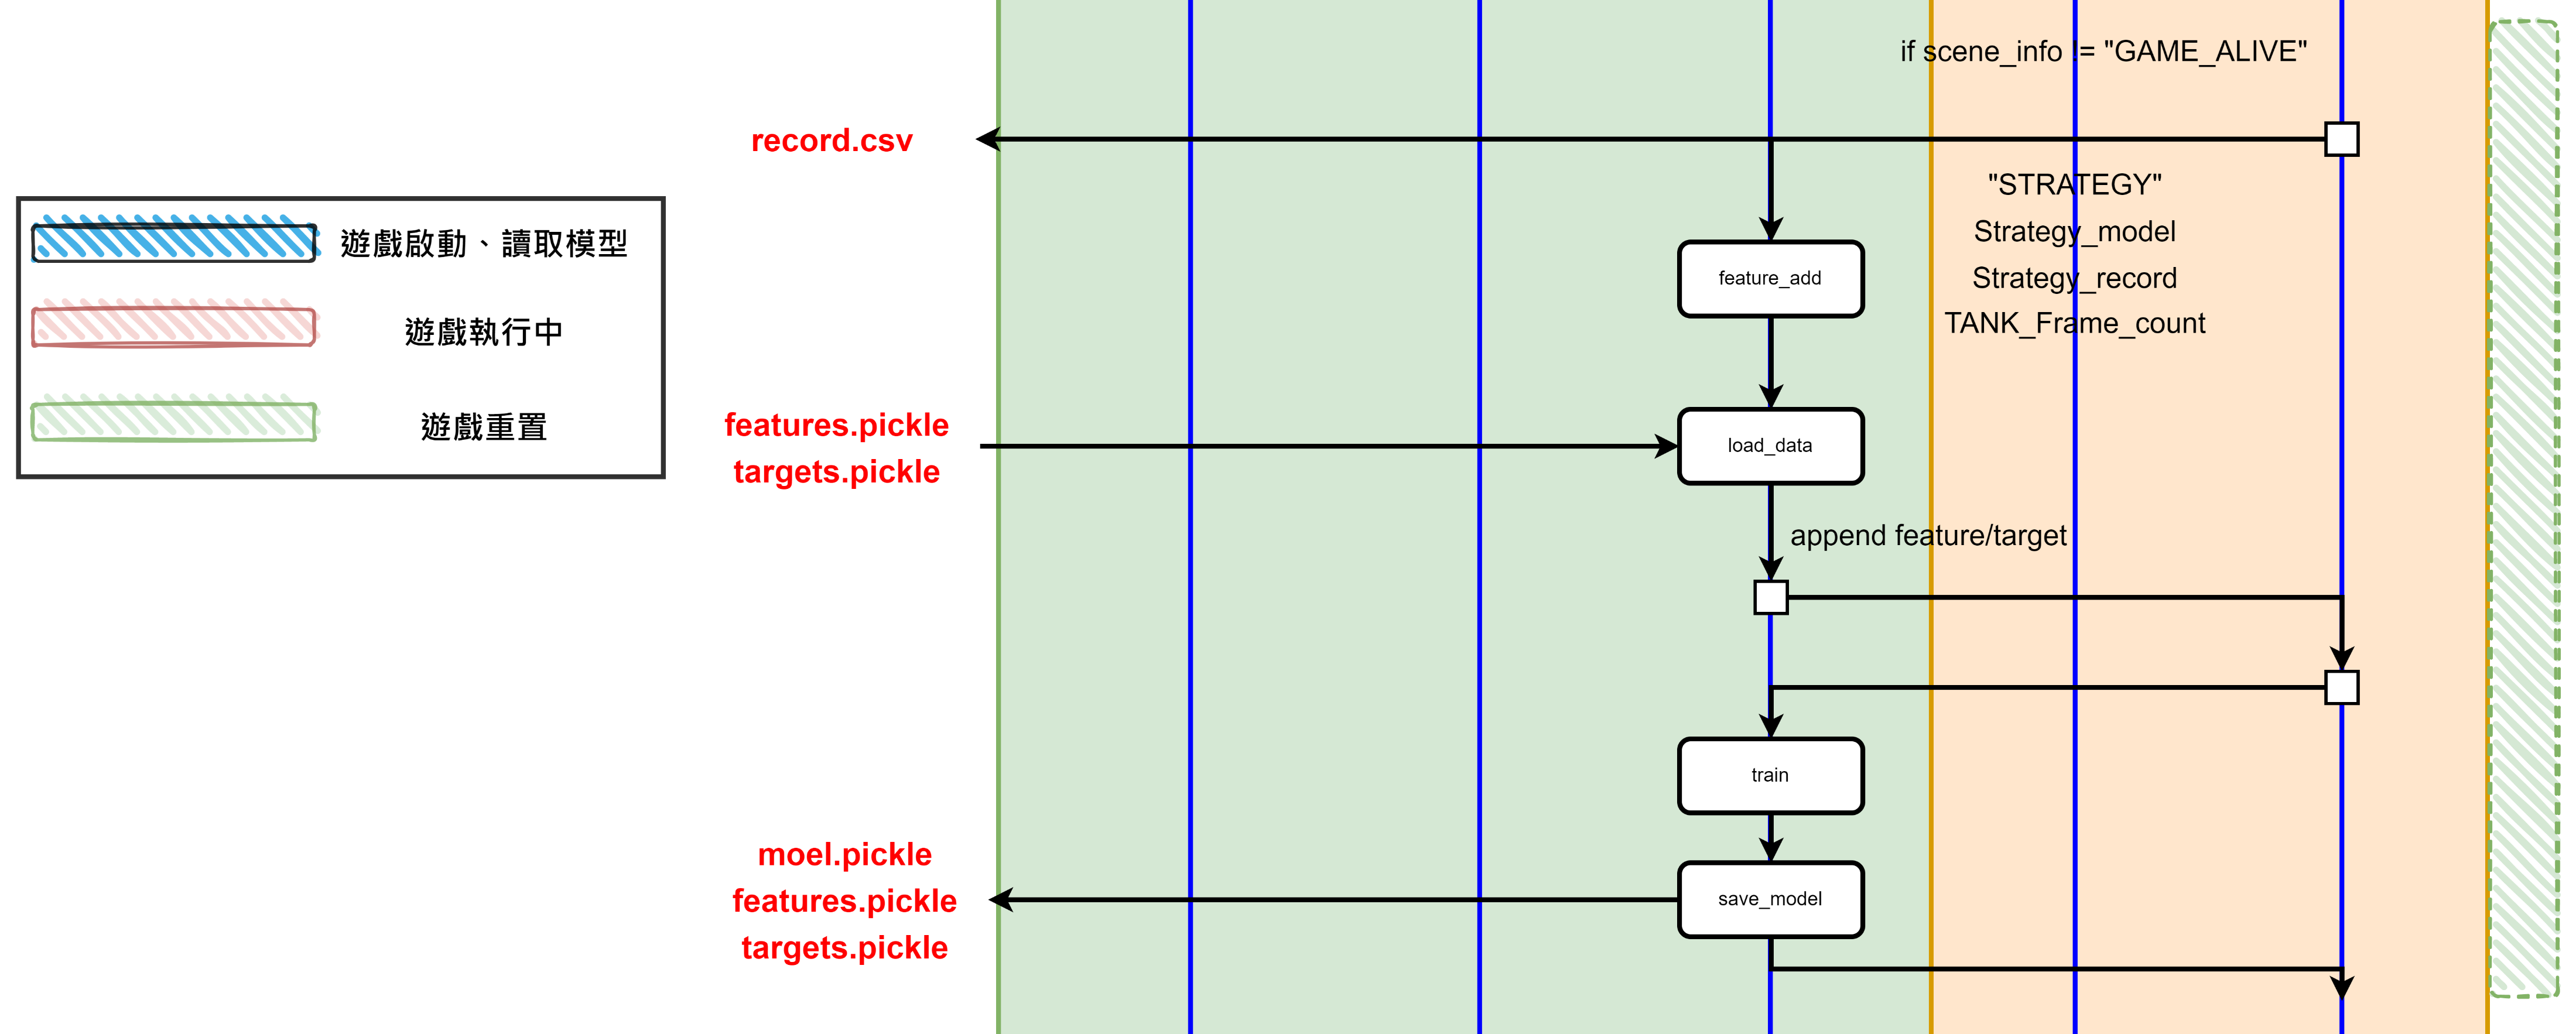 if scene_info != "GAME_ALIVE"
record.csv
"STRATEGY"
Strategy_model
Strategy_record
TANK_Frame_count
遊戲啟動、讀取模型
遊戲執行中
遊戲重置
feature_add
features.pickle
targets.pickle
load_data
append feature/target
train
moel.pickle
features.pickle
targets.pickle
save_model